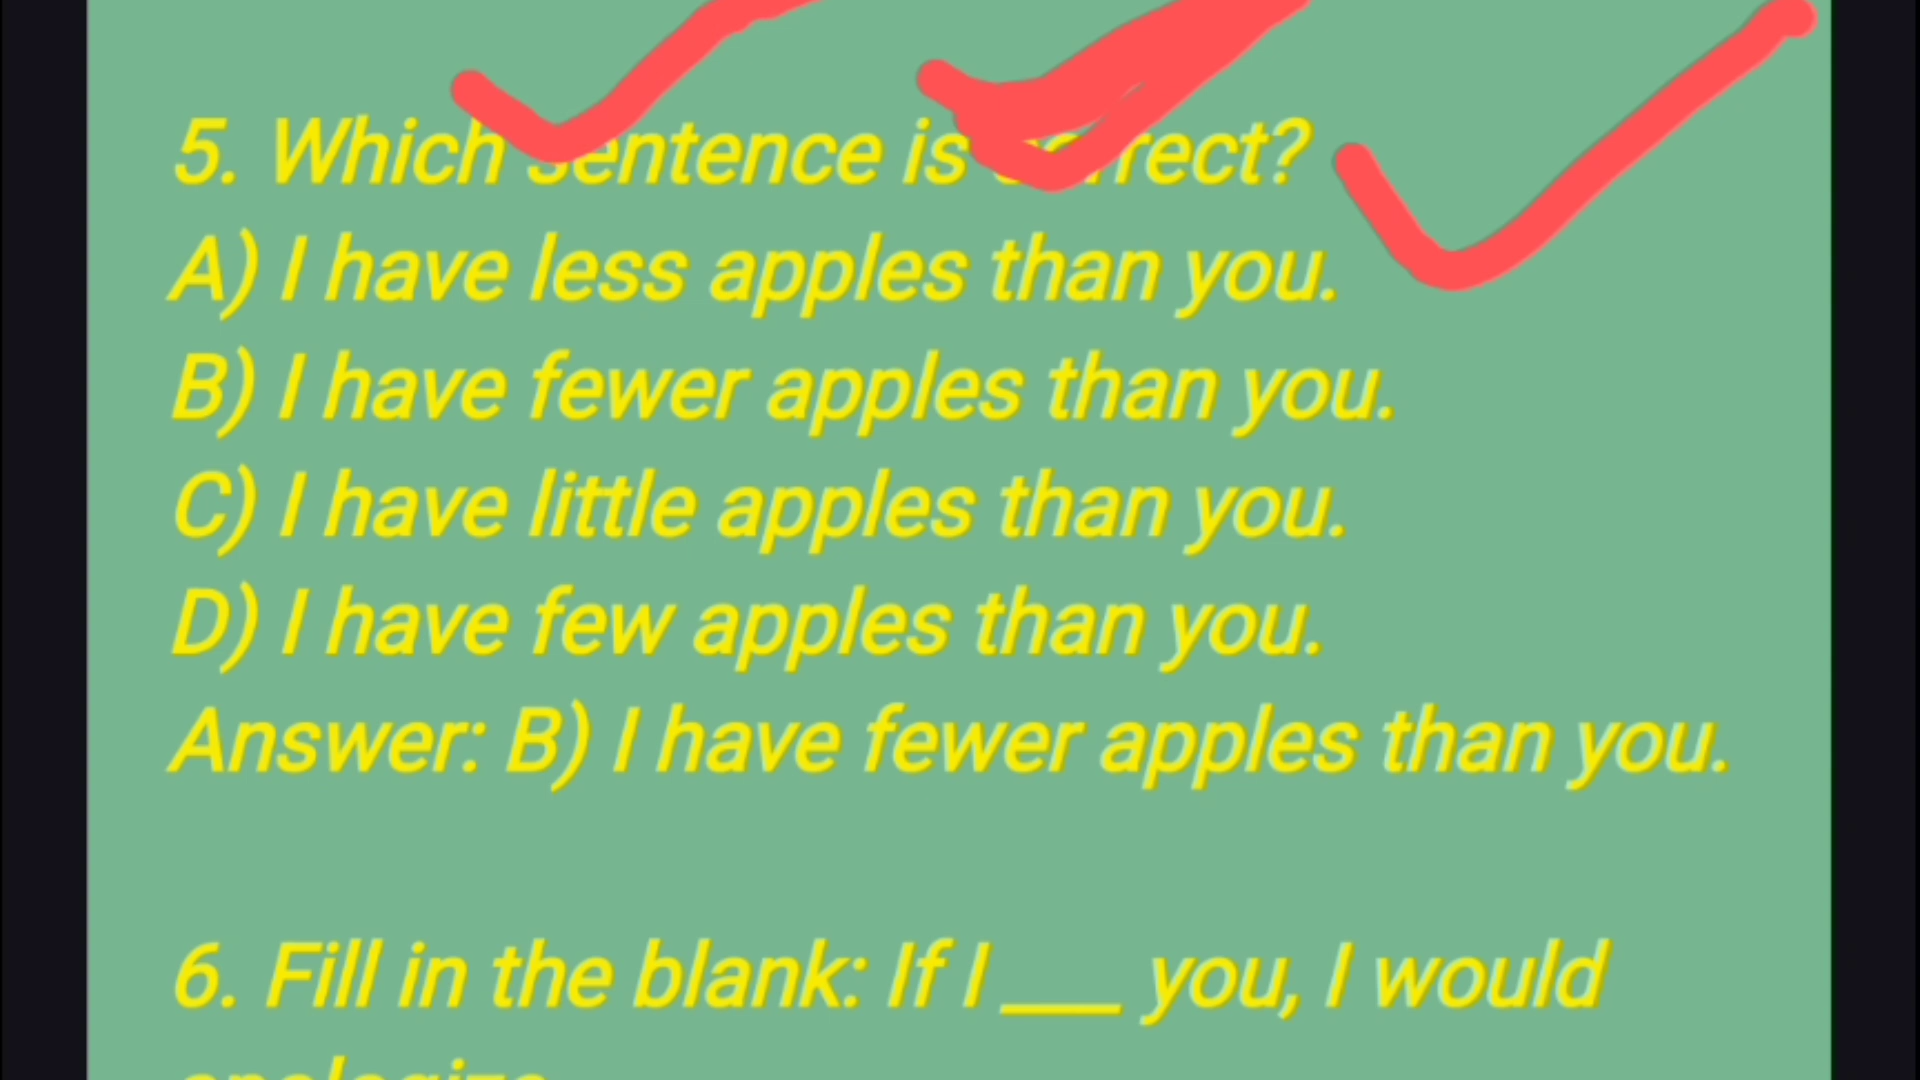 5. Which sentence is correct?
A) I have less apples than you.
B) I have fewer apples than you.
C) I have little apples than you.
D) I have few apples than you.
Answer: B) I have fewer apples than you.
6. Fill in the blank: If I ___ you, I would
apologize